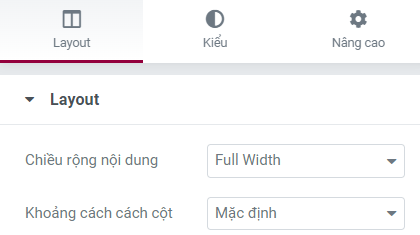 Layout
Kiểu
Nâng cao
Layout
Chiều rộng nội dung
Full Width
Khoảng cách cách cột
Mặc định